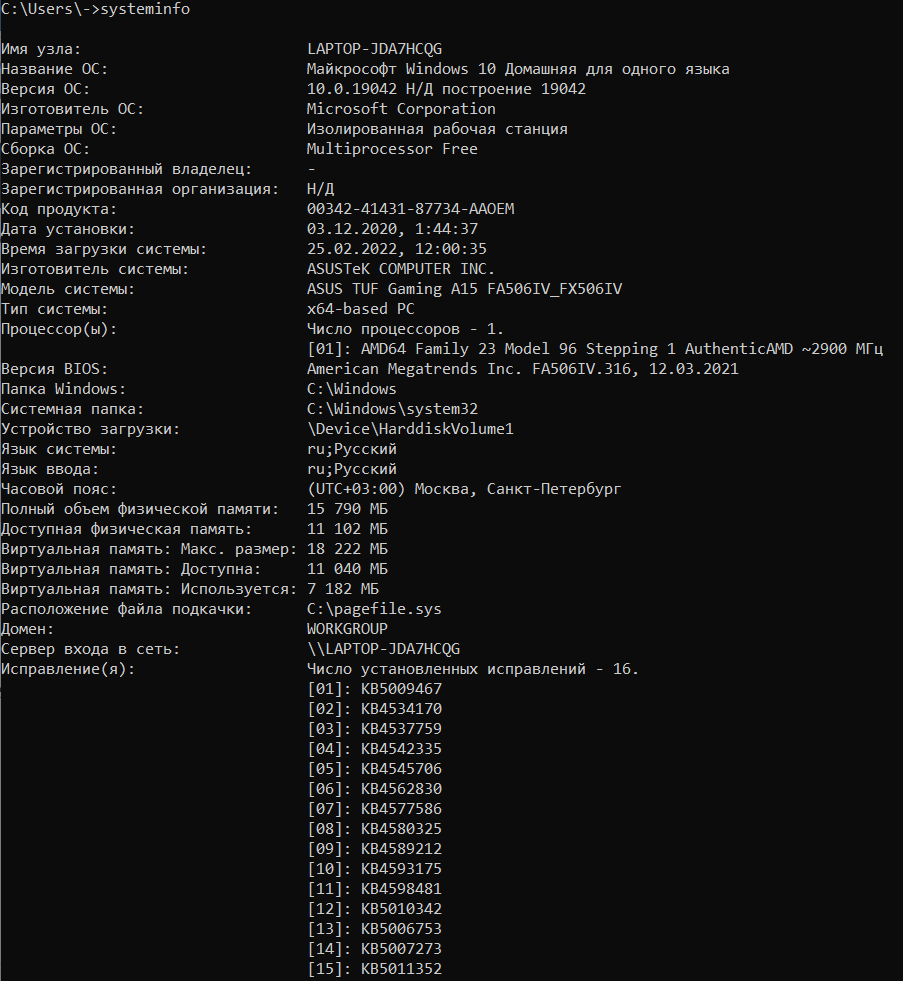 C:\Users\->systeminfo
Имя узла: LAPTOP-JDA7HCQG
Название ОС: Майкрософт Windows 10 Домашняя для одного языка
Версия ОС: 10.0.19042 Н/Д построение 19042
Изготовитель ОС: Microsoft Corporation
Параметры ОС: Изолированная рабочая станция
Сборка ОС: Multiprocessor Free
Зарегистрированный владелец: -
Зарегистрированная организация: Н/Д
Код продукта: 00342-41431-87734-AAOEM
Дата установки: 03.12.2020, 1:44:37
Время загрузки системы: 25.02.2022, 12:00:35
Изготовитель системы: ASUSTeK COMPUTER INC.
Модель системы: ASUS TUF Gaming A15 FA506IV_FX506IV
Тип системы: x64-based PC
Процессор(ы): Число процессоров - 1.
[01]: AMD64 Family 23 Model 96 Stepping 1 AuthenticAMD ~2900 МГц
Версия BIOS: American Megatrends Inc. FA506IV.316, 12.03.2021
Папка Windows: C:\Windows
Системная папка: C:\Windows\system32
Устройство загрузки: \Device\HarddiskVolume1
Язык системы: ru;Русский
Язык ввода: ru;Русский
Часовой пояс: (UTC+03:00) Москва, Санкт-Петербург
Полный объем физической памяти: 15 790 МБ
Доступная физическая память: 11 102 МБ
Виртуальная память: Макс. размер: 18 222 МБ
Виртуальная память: Доступна: 11 040 МБ
Виртуальная память: Используется: 7 182 МБ
Расположение файла подкачки: C:\pagefile.sys
Домен: WORKGROUP
Сервер входа в сеть: \\LAPTOP-JDA7HCQG
Исправление(я): Число установленных исправлений - 16.
[01]: KB5009467
[02]: KB4534170
[03]: KB4537759
[04]: KB4542335
[05]: KB4545706
[06]: KB4562830
[07]: KB4577586
[08]: KB4580325
[09]: KB4589212
[10]: KB4593175
[11]: KB4598481
[12]: KB5010342
[13]: KB5006753
[14]: KB5007273
[15]: KB5011352